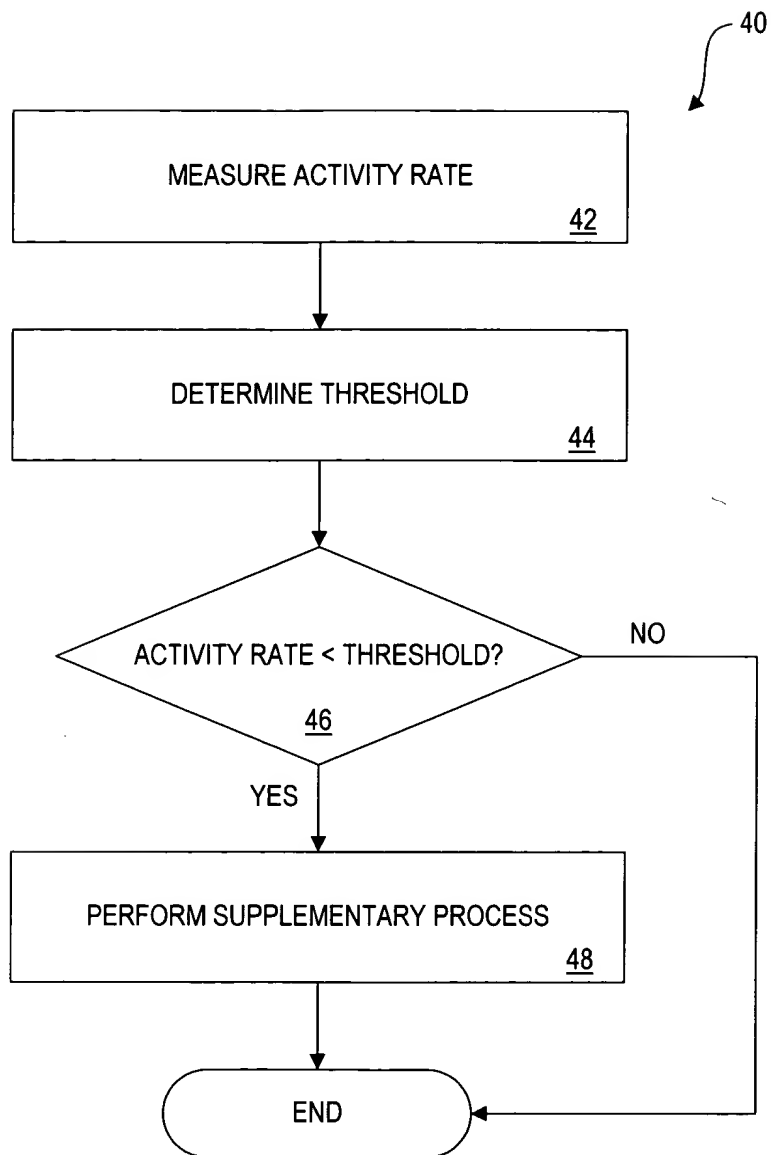 40
MEASURE ACTIVITY RATE
42
DETERMINE THRESHOLD
44
ACTIVITY RATE < THRESHOLD?
46
NO
YES
PERFORM SUPPLEMENTARY PROCESS
48
END